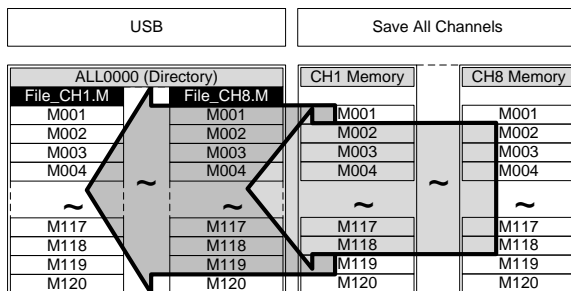 USB Save All Channels
ALL0000 (Directory) CH1 Memory CH8 Memory
File_CH1.M File_CH8.M
M001 M001 M001 M001
M002 M002 M002 M002
M003 M003 M003 M003
M004 M004 M004 M004
~ ~ ~ ~ ~ ~
M117 M117 M117 M117
M118 M118 M118 M118
M119 M119 M119 M119
M120 M120 M120 M120